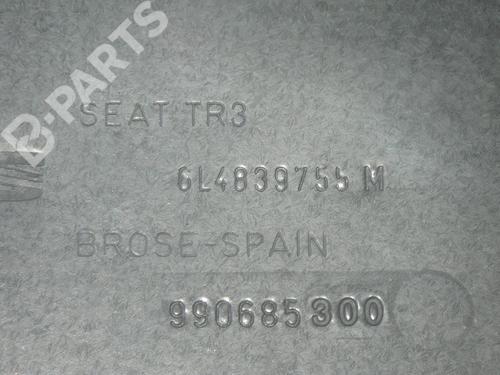 B-PARTS
SEAT TR3
6L4839755 M
BROSE-SPAIN
990685300